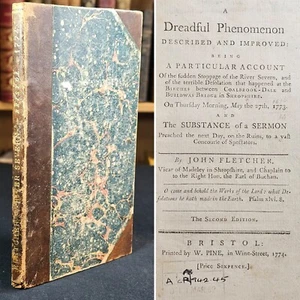 A
Dreadful Phenomenon
DESCRIBED AND IMPROVED:
BEING
A PARTICULAR ACCOUNT
Of the sudden Stoppage of the River Severn, and
of the terrible Desolation that happened at the
BIRCHES between COALBROOK-DALE and
BUILDWAS BRIDGE in SHROPSHIRE,
On Thursday Morning, May the 27th, 1773.
AND
The SUBSTANCE of a SERMON
Preached the next Day, on the Ruins, to a vast
Concourse of Spectators.
By JOHN FLETCHER,
Vicar of Madeley in Shropshire, and Chaplain to
to the Right Hon. the Earl of Buchan.
O come and behold the Works of the Lord: what De-
solations he hath made in the Earth. Psalm xlvi. 8.
The SECOND EDITION.
BRISTOL:
Printed by W. PINE, in Wine-Street, 1774.
[Price SIXPENCE.]